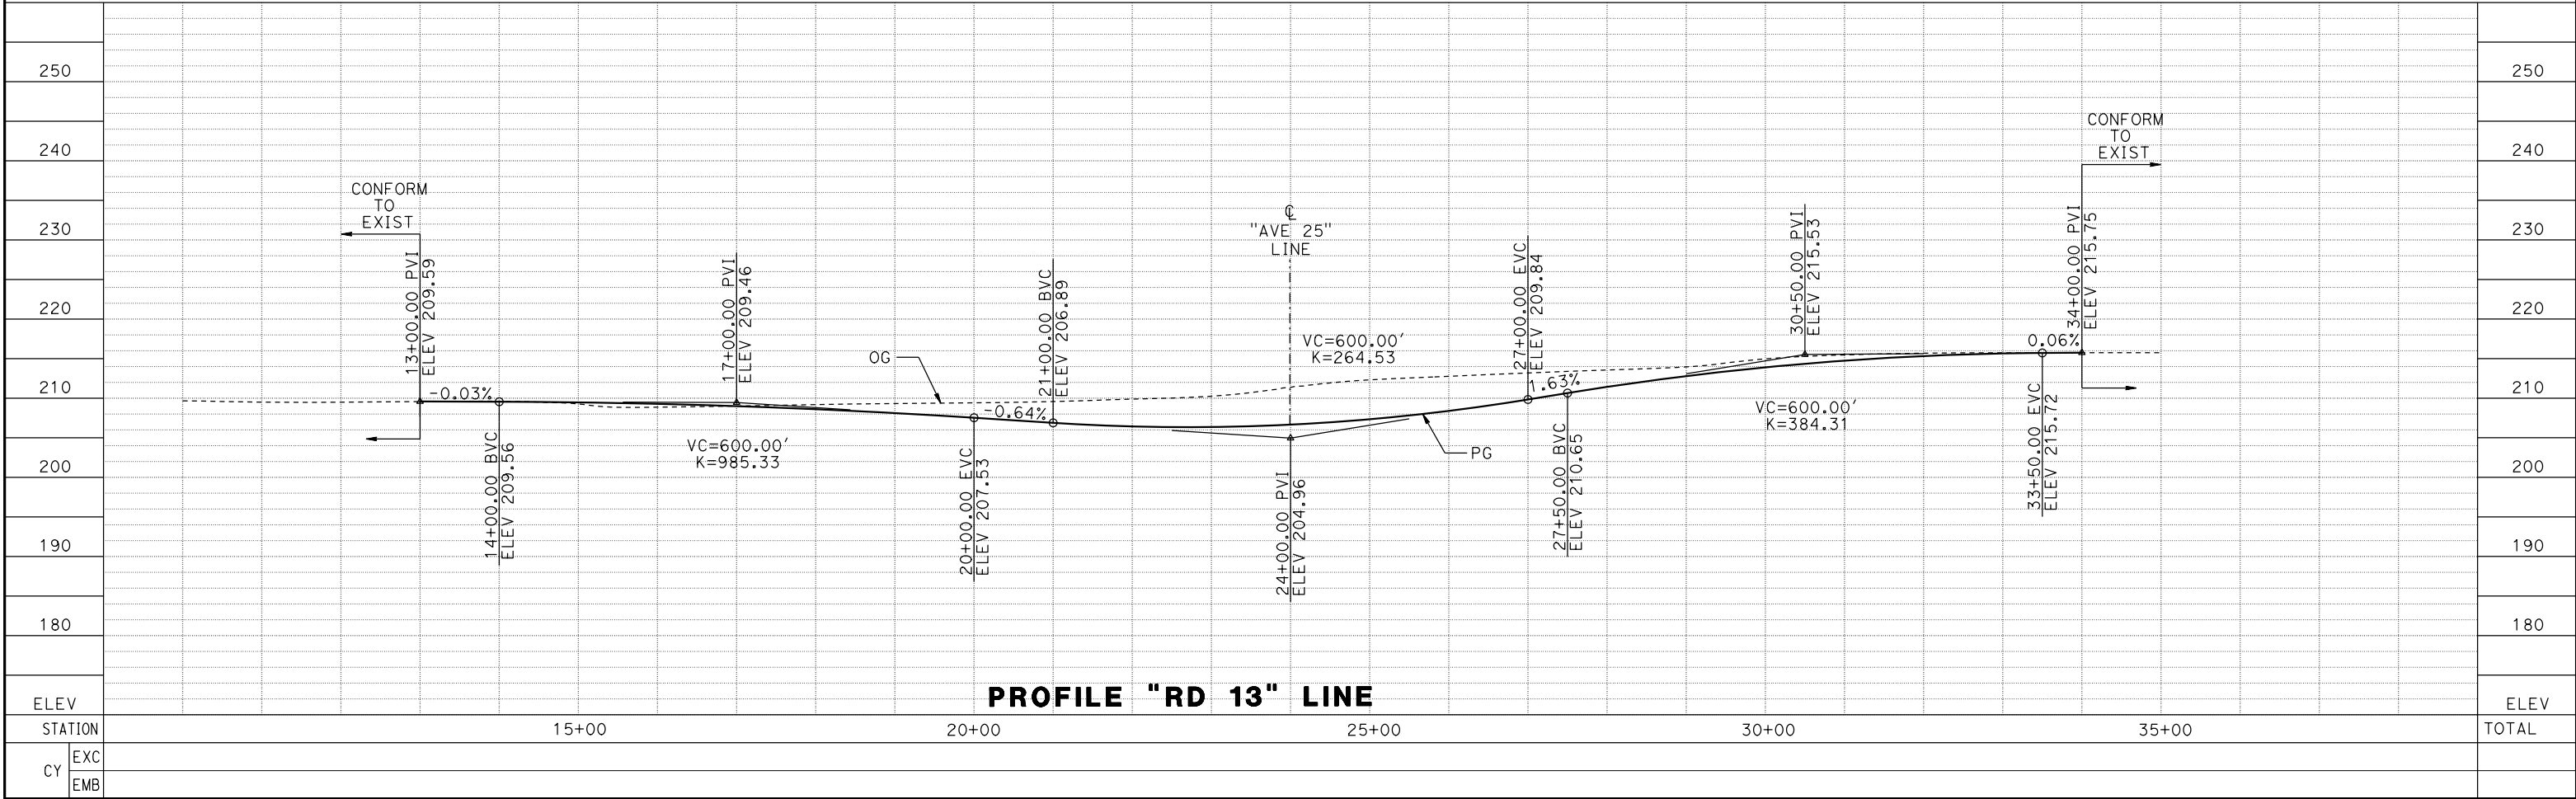 250
240
230
220
210
200
190
180
ELEV
CONFORM
TO
EXIST
13+00.00 PVI
ELEV 209.59
-0.03%
14+00.00 BVC
ELEV 209.56
17+00.00 PVI
ELEV 209.46
VC=600.00'
K=985.33
OG
20+00.00 EVC
ELEV 207.53
-0.64%
21+00.00 BVC
ELEV 206.89
℄
"AVE 25"
LINE
VC=600.00'
K=264.53
24+00.00 PVI
ELEV 204.96
PG
27+00.00 EVC
ELEV 209.84
1.63%
27+50.00 BVC
ELEV 210.65
30+50.00 PVI
ELEV 215.53
VC=600.00'
K=384.31
33+50.00 EVC
ELEV 215.72
0.06%
34+00.00 PVI
ELEV 215.75
CONFORM
TO
EXIST
250
240
230
220
210
200
190
180
ELEV
PROFILE "RD 13" LINE
STATION
15+00
20+00
25+00
30+00
35+00
TOTAL
CY
EXC
EMB